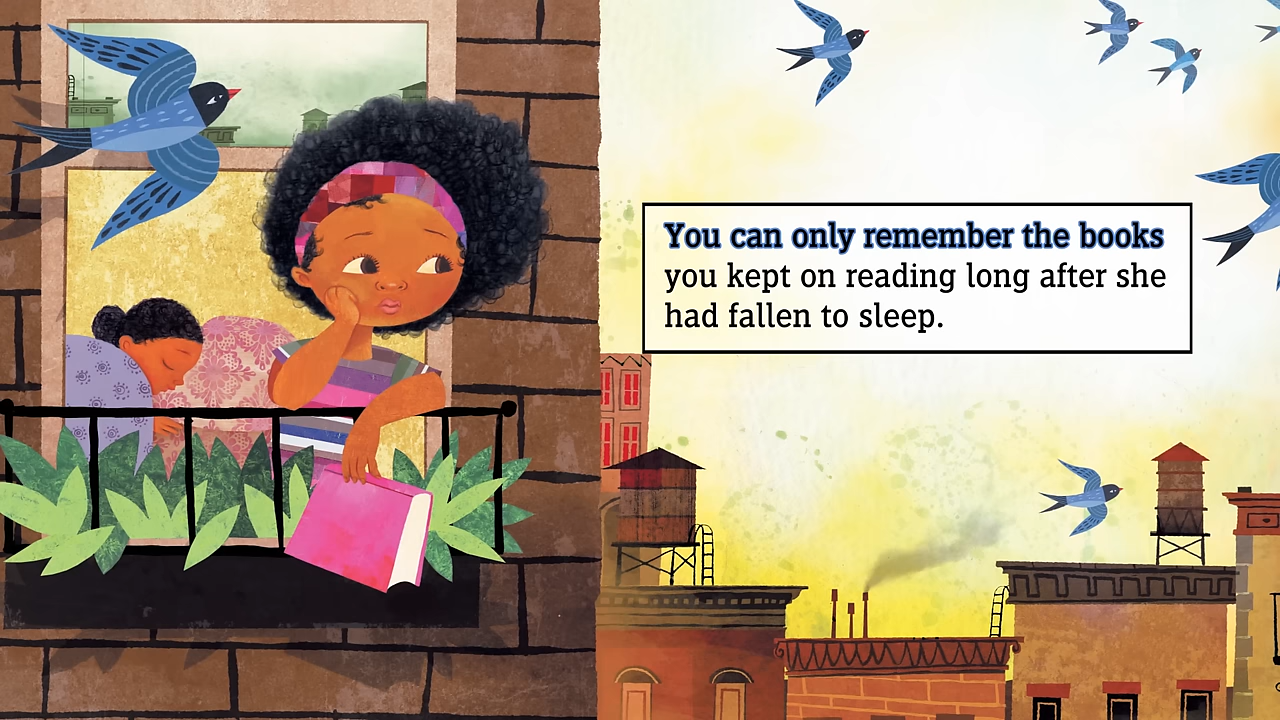 You can only remember the books
you kept on reading long after she
had fallen to sleep.